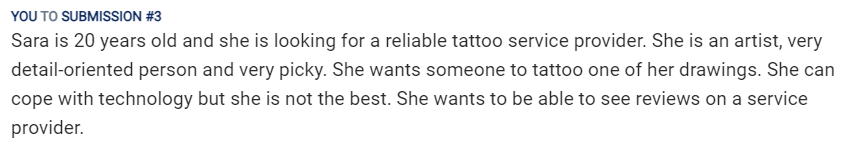 YOU TO SUBMISSION #3
Sara is 20 years old and she is looking for a reliable tattoo service provider. She is an artist, very
detail-oriented person and very picky. She wants someone to tattoo one of her drawings. She can
cope with technology but she is not the best. She wants to be able to see reviews on a service
provider.